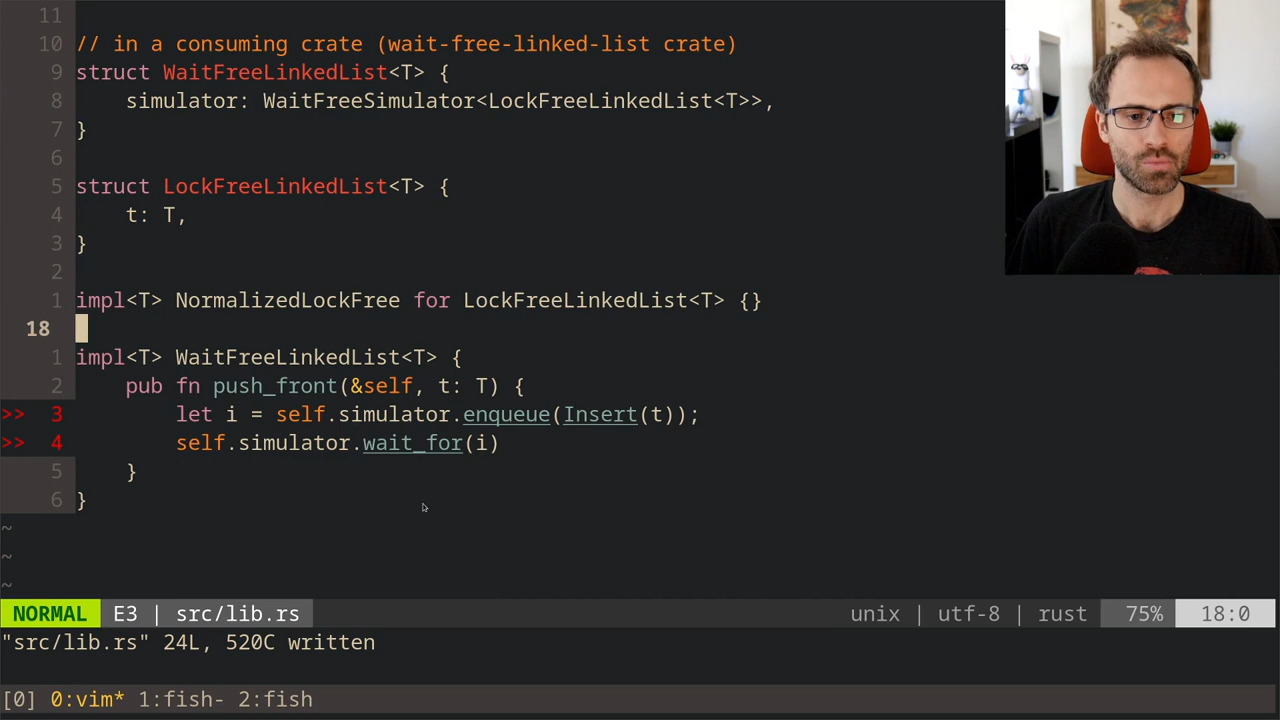 11
10 // in a consuming crate (wait-free-linked-list crate)
9 struct WaitFreeLinkedList<T> {
8     simulator: WaitFreeSimulator<LockFreeLinkedList<T>>,
7 }
6
5 struct LockFreeLinkedList<T> {
4     t: T,
3 }
2
1 impl<T> NormalizedLockFree for LockFreeLinkedList<T> {}
18
1 impl<T> WaitFreeLinkedList<T> {
2     pub fn push_front(&self, t: T) {
>> 3         let i = self.simulator.enqueue(Insert(t));
>> 4         self.simulator.wait_for(i)
5     }
6 }
~
~
~
NORMAL E3 | src/lib.rs unix | utf-8 | rust 75% 18:0
"src/lib.rs" 24L, 520C written
[0] 0:vim* 1:fish- 2:fish